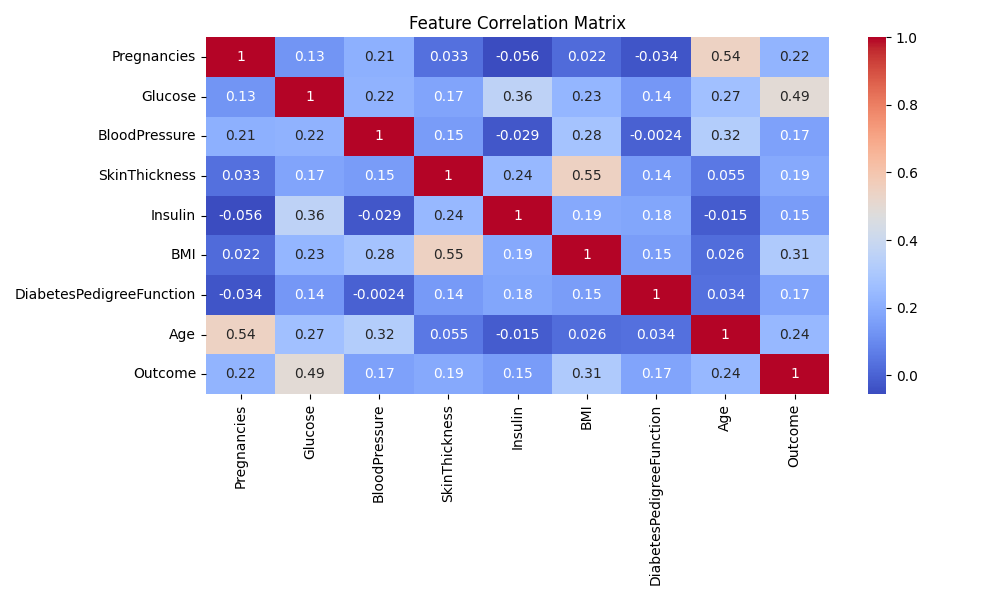 Feature Correlation Matrix
Pregnancies 1 0.13 0.21 0.033 -0.056 0.022 -0.034 0.54 0.22
Glucose 0.13 1 0.22 0.17 0.36 0.23 0.14 0.27 0.49
BloodPressure 0.21 0.22 1 0.15 -0.029 0.28 -0.0024 0.32 0.17
SkinThickness 0.033 0.17 0.15 1 0.24 0.55 0.14 0.055 0.19
Insulin -0.056 0.36 -0.029 0.24 1 0.19 0.18 -0.015 0.15
BMI 0.022 0.23 0.28 0.55 0.19 1 0.15 0.026 0.31
DiabetesPedigreeFunction -0.034 0.14 -0.0024 0.14 0.18 0.15 1 0.034 0.17
Age 0.54 0.27 0.32 0.055 -0.015 0.026 0.034 1 0.24
Outcome 0.22 0.49 0.17 0.19 0.15 0.31 0.17 0.24 1
Pregnancies
Glucose
BloodPressure
SkinThickness
Insulin
BMI
DiabetesPedigreeFunction
Age
Outcome
1.0
0.8
0.6
0.4
0.2
0.0